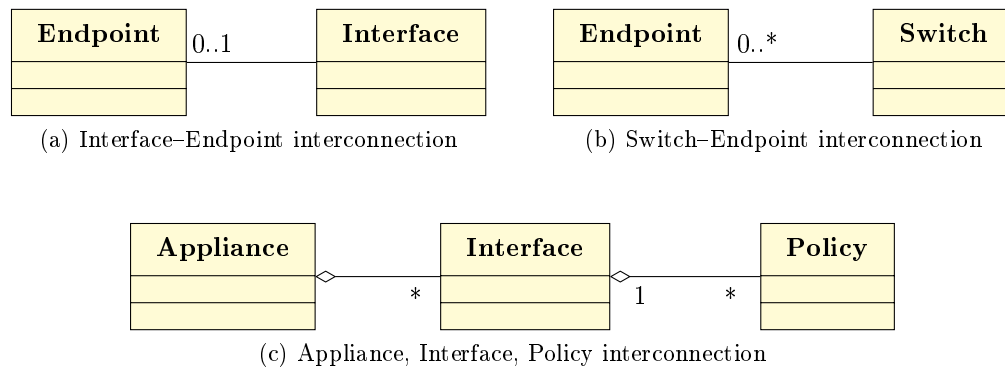 Endpoint 0..1 Interface
Endpoint 0..* Switch
(a) Interface–Endpoint interconnection
(b) Switch–Endpoint interconnection
Appliance * Interface 1 * Policy
(c) Appliance, Interface, Policy interconnection